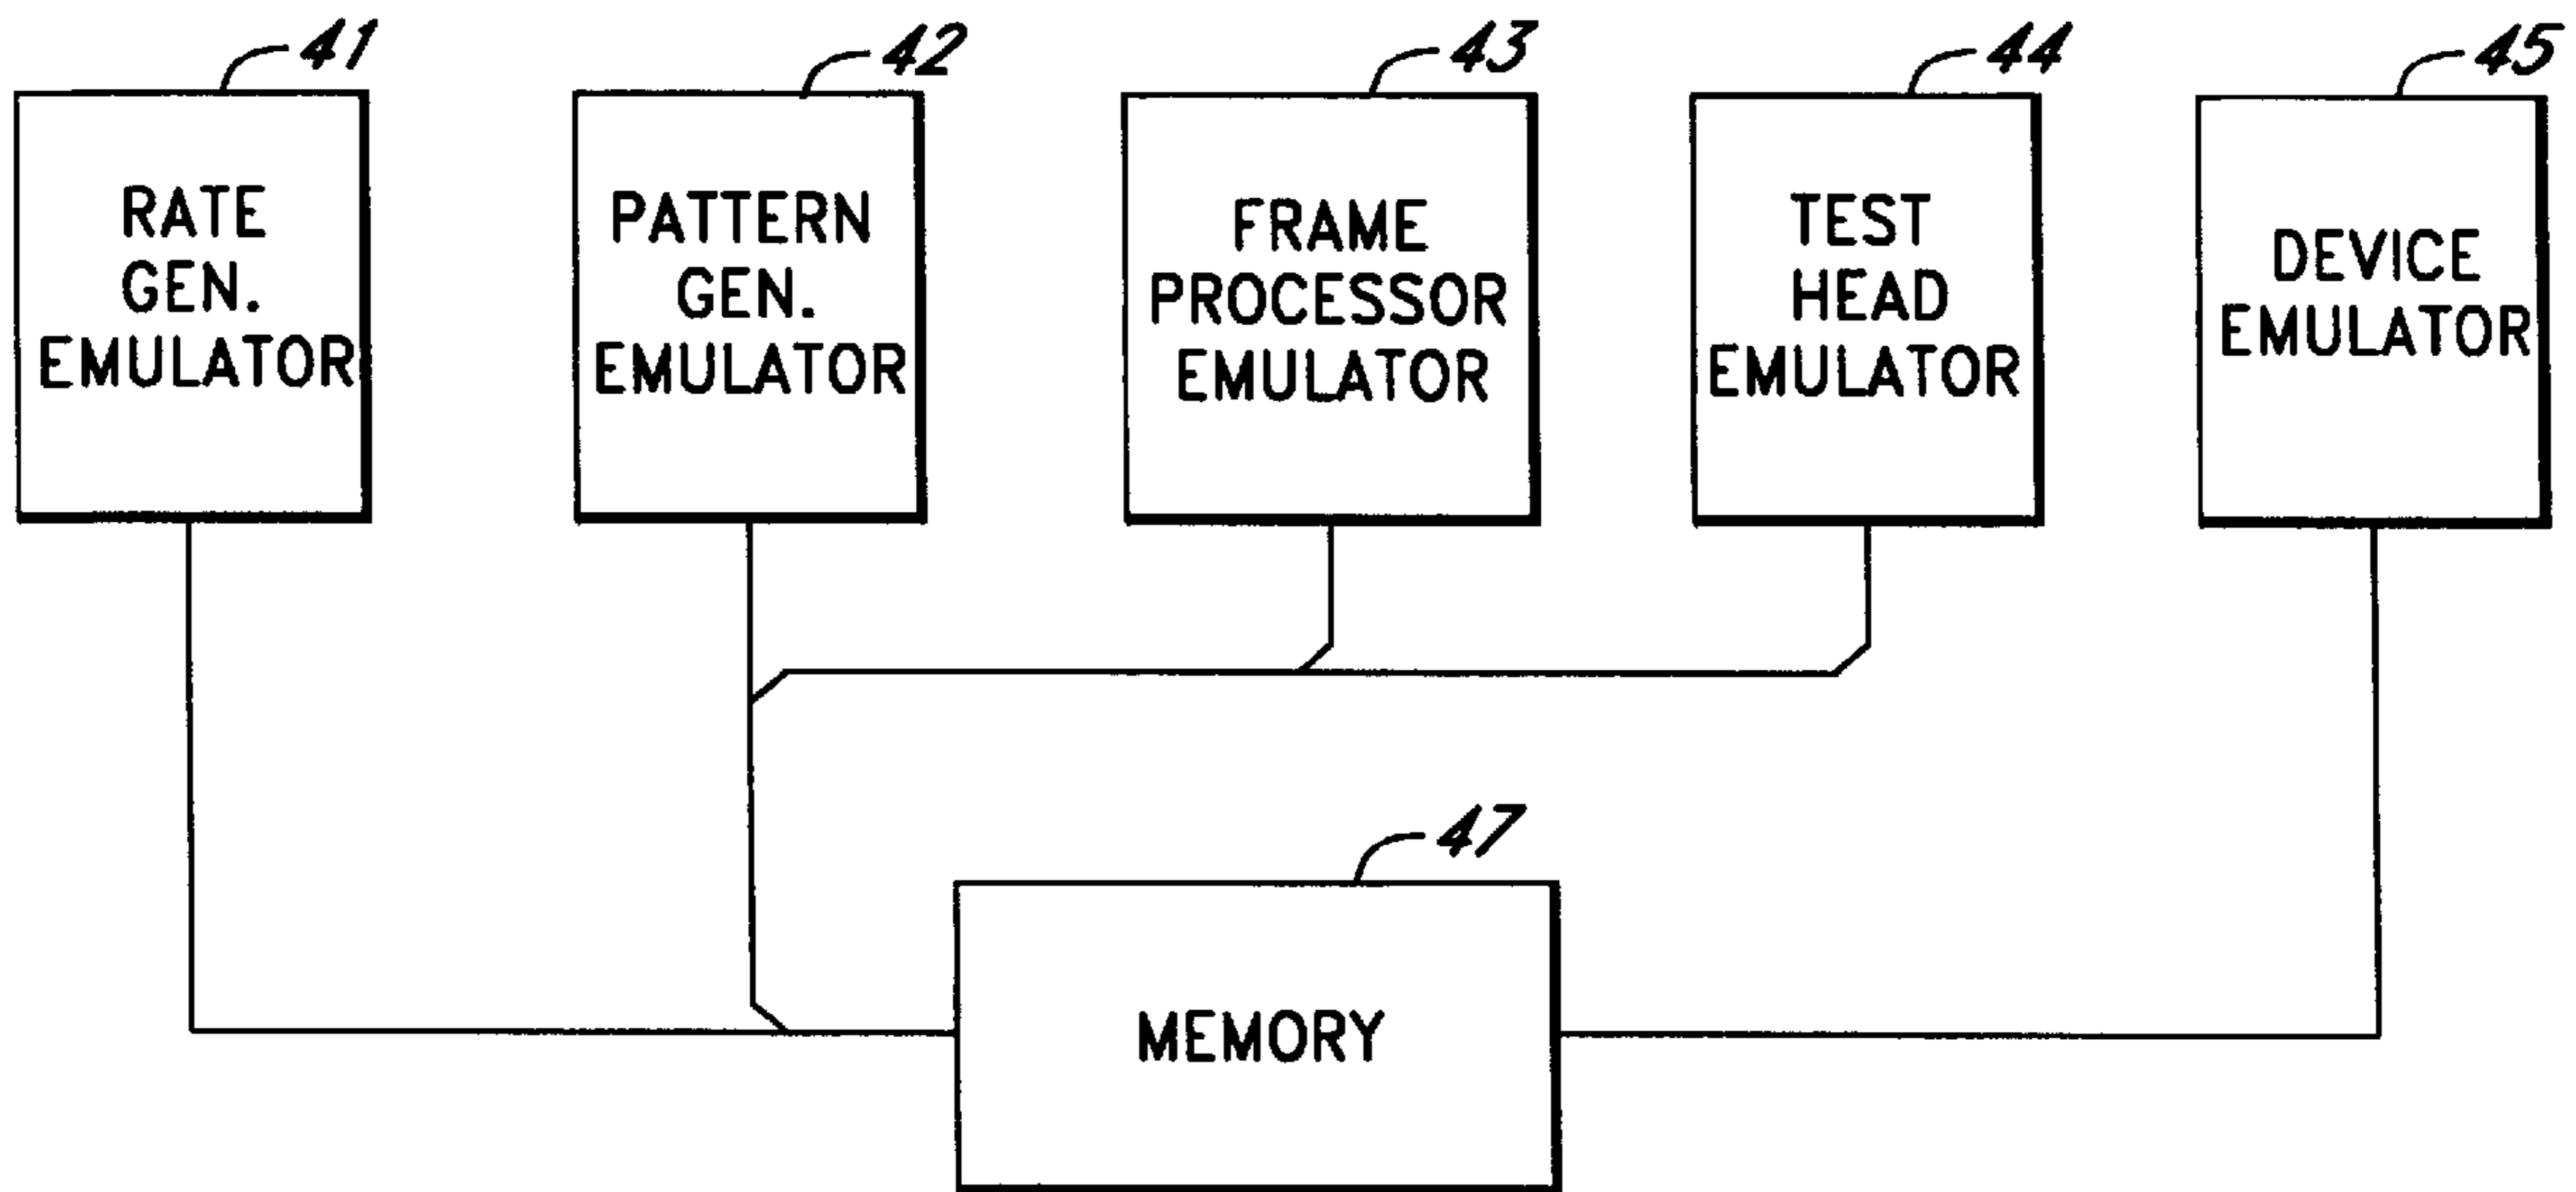 41
42
43
44
45
RATE
GEN.
EMULATOR
PATTERN
GEN.
EMULATOR
FRAME
PROCESSOR
EMULATOR
TEST
HEAD
EMULATOR
DEVICE
EMULATOR
47
MEMORY